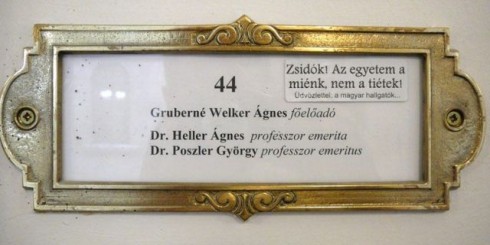 Zsidók! Az egyetem a
miénk, nem a tiétek!
Üdvözlettel, a magyar hallgatók...
44
Gruberné Welker Ágnes főelőadó
Dr. Heller Ágnes professzor emerita
Dr. Poszler György professzor emeritus